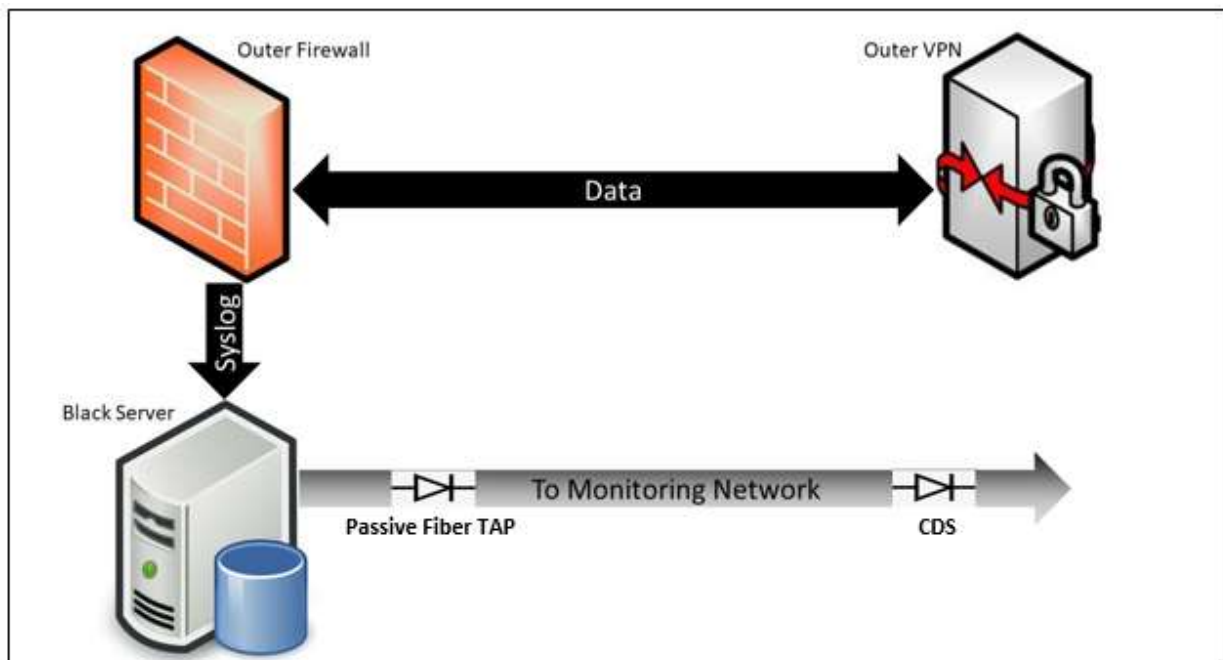 Outer Firewall
Outer VPN
Data
Syslog
Black Server
To Monitoring Network
Passive Fiber TAP
CDS